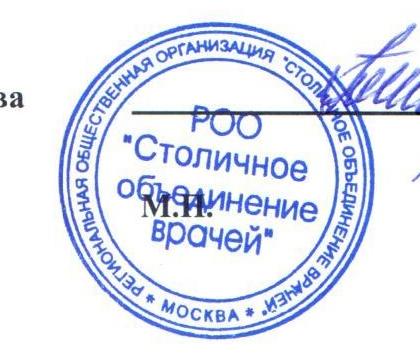 ва
РЕГИОНАЛЬНАЯ ОБЩЕСТВЕННАЯ ОРГАНИЗАЦИЯ "СТОЛИЧНОЕ ОБЪЕДИНЕНИЕ ВРАЧЕЙ"
РОО
"Столичное
объединение
М.П.
врачей"
* МОСКВА *